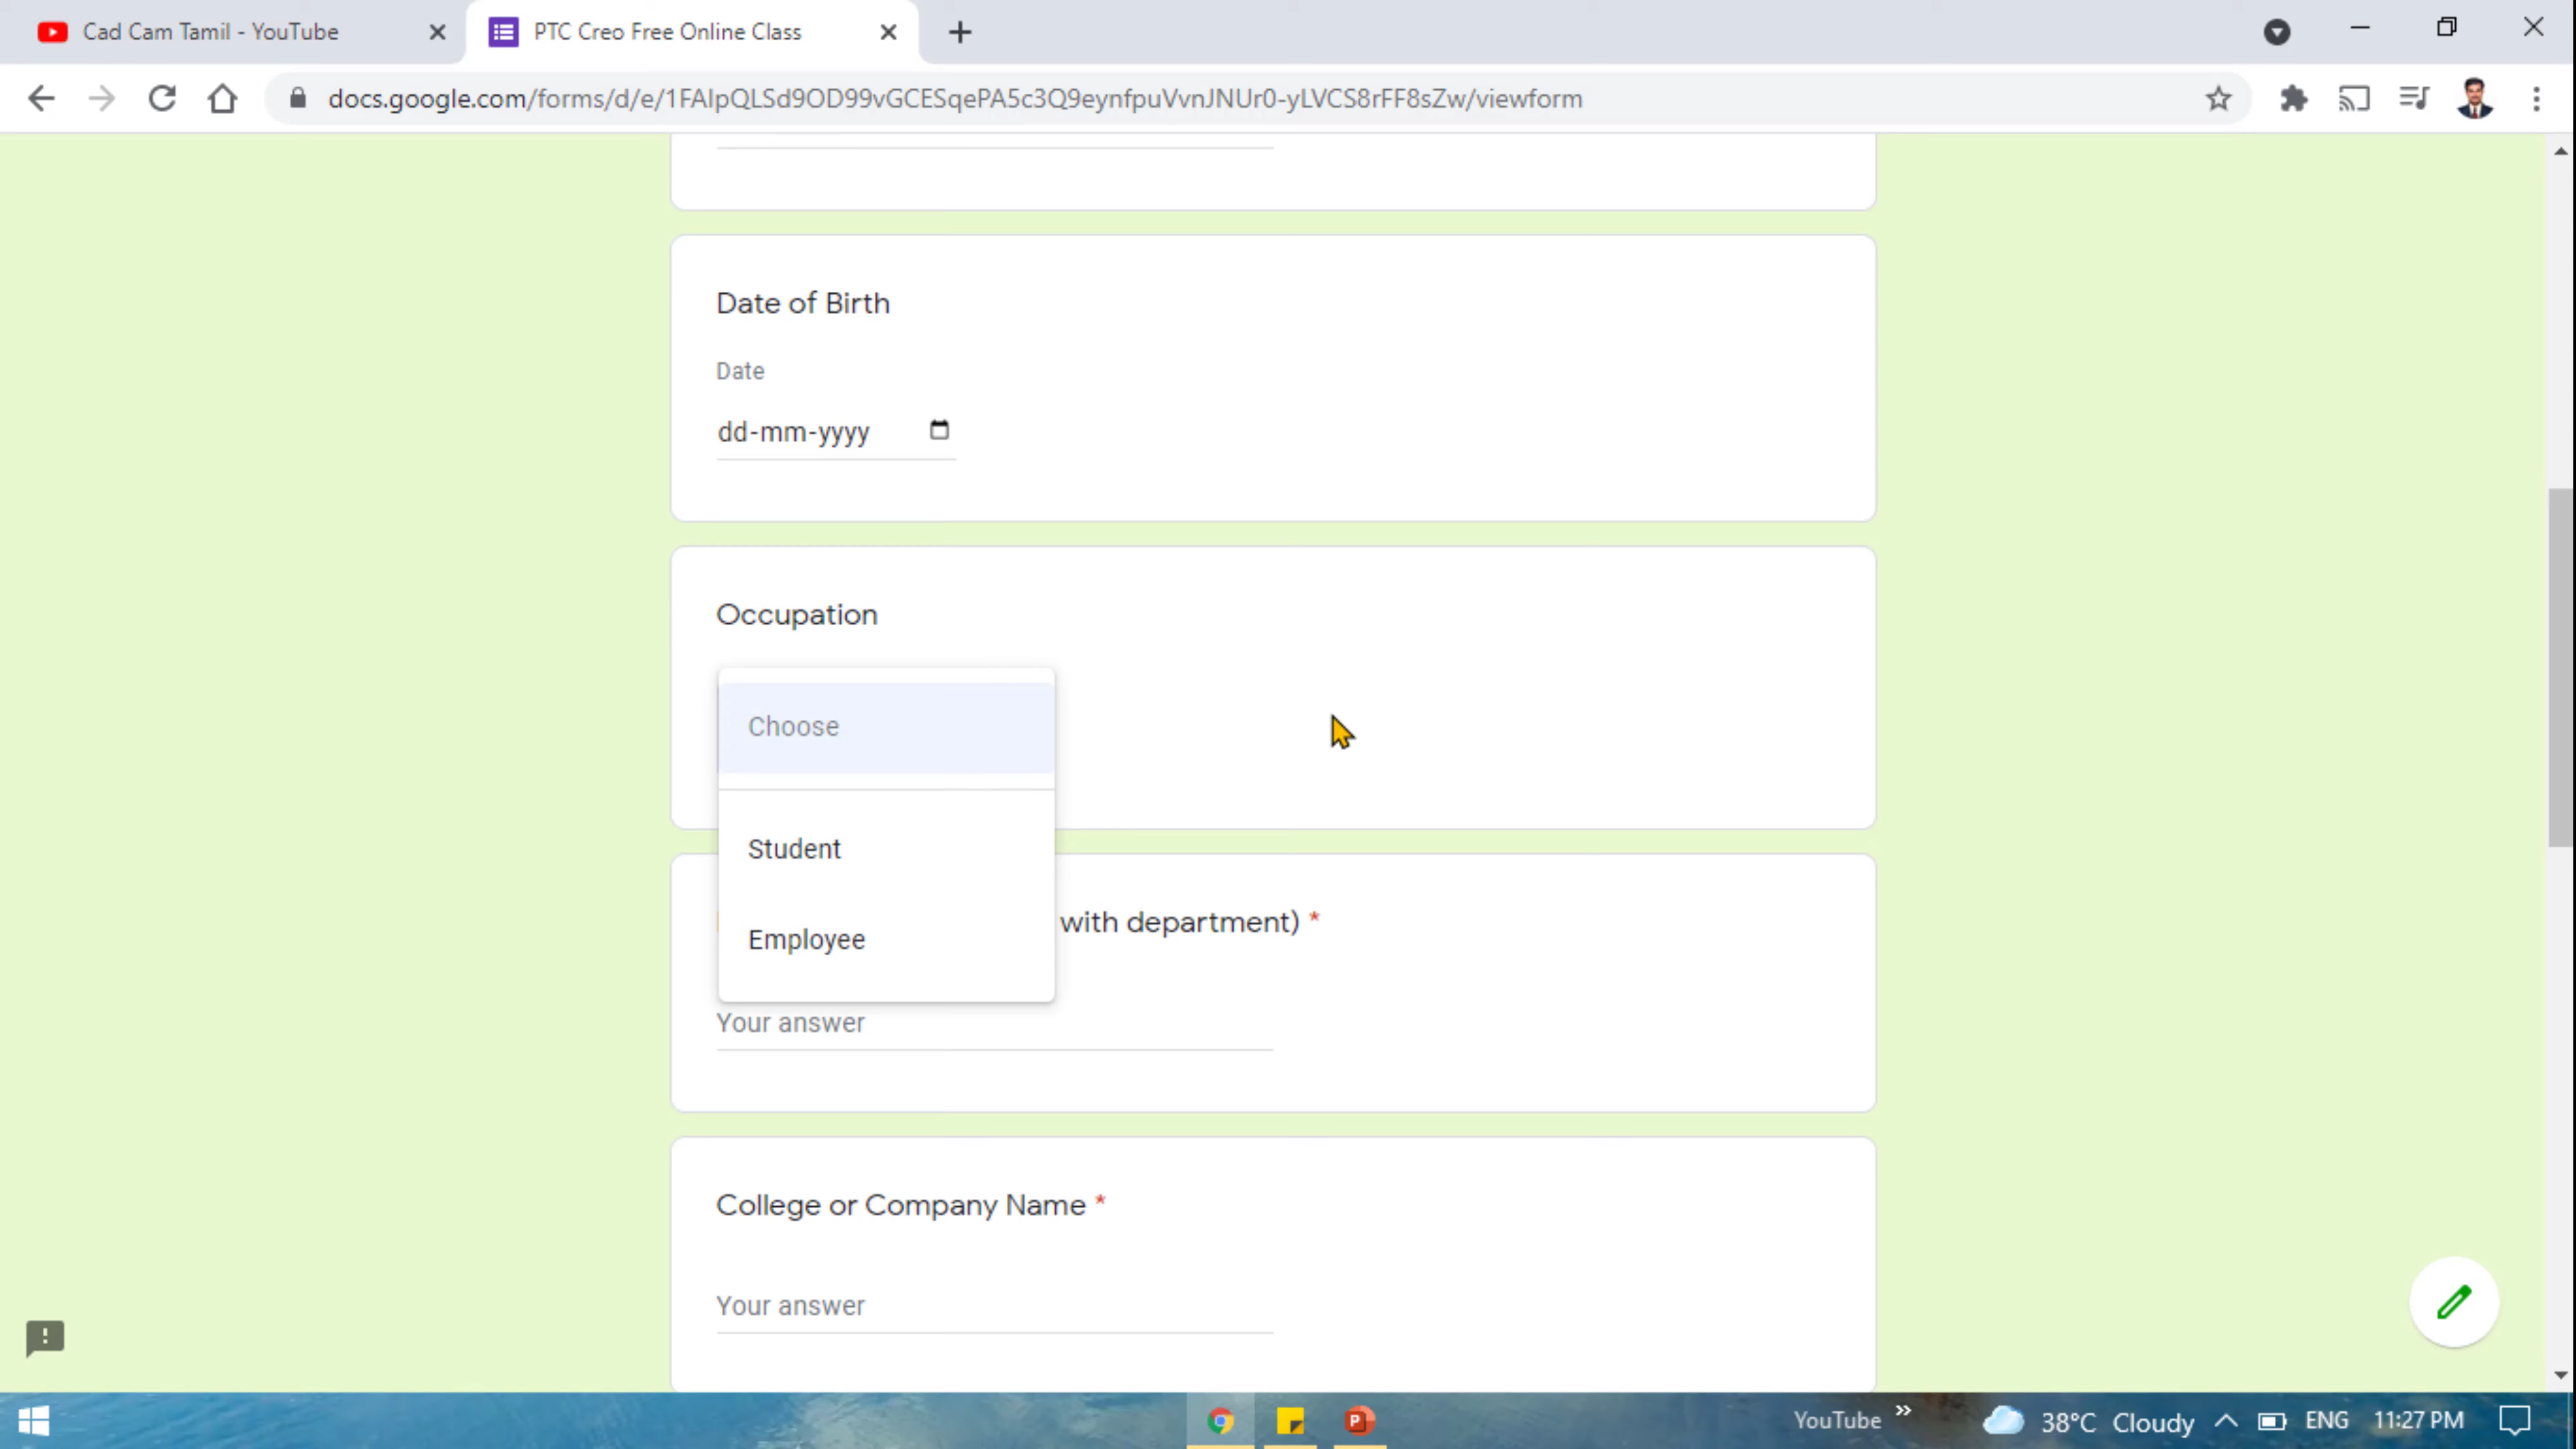 Cad Cam Tamil - YouTube
PTC Creo Free Online Class
docs.google.com/forms/d/e/1FAIpQLSd9OD99vGCESqePA5c3Q9eynfpuVvnJNUr0-yLVCS8rFF8sZw/viewform
Date of Birth
Date
dd-mm-yyyy
Occupation
Choose
Student
with department) *
Employee
Your answer
College or Company Name *
Your answer
YouTube
38°C Cloudy
ENG
11:27 PM